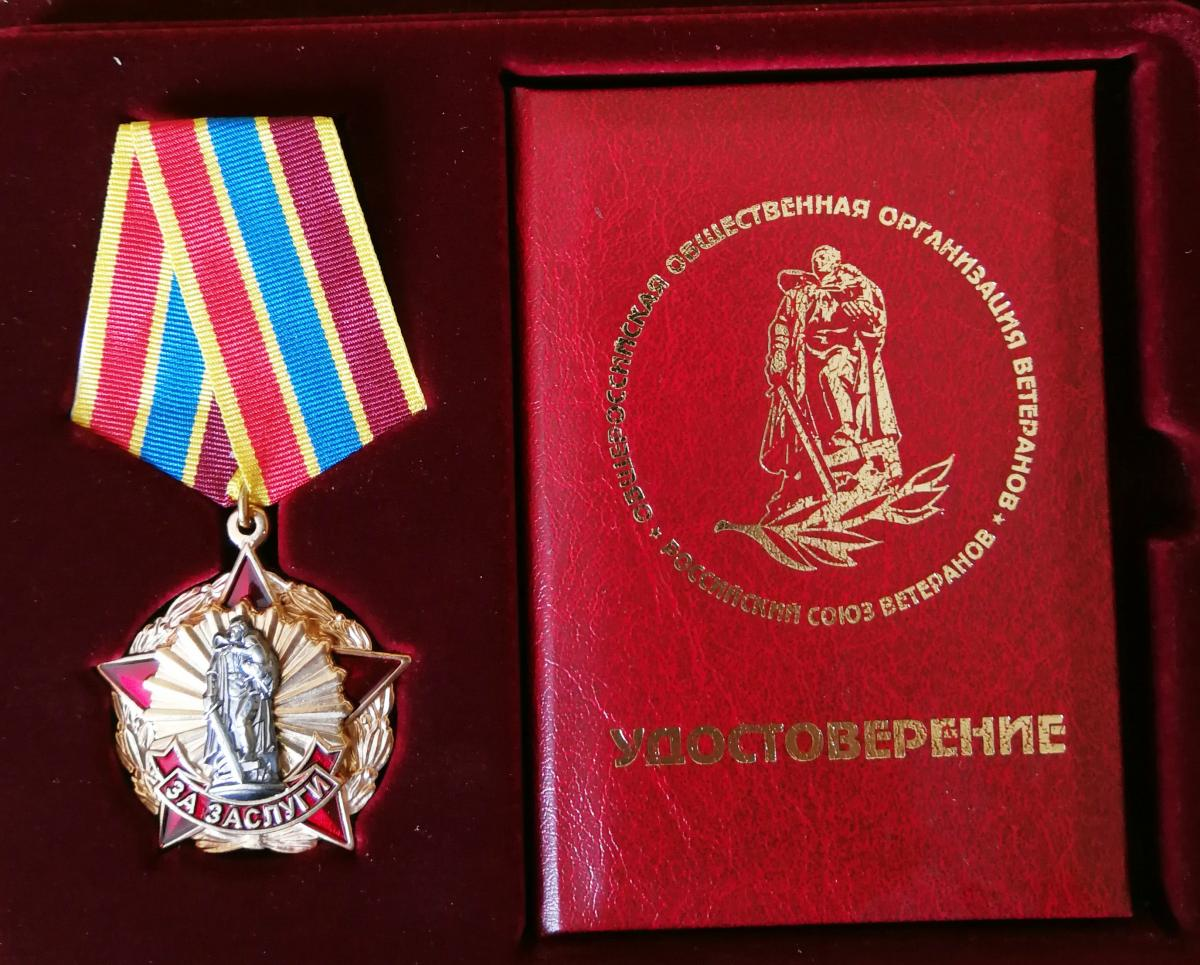 ЗА ЗАСЛУГИ
ОБЩЕРОССИЙСКАЯ ОБЩЕСТВЕННАЯ ОРГАНИЗАЦИЯ ВЕТЕРАНОВ
★ РОССИЙСКИЙ СОЮЗ ВЕТЕРАНОВ ★
УДОСТОВЕРЕНИЕ